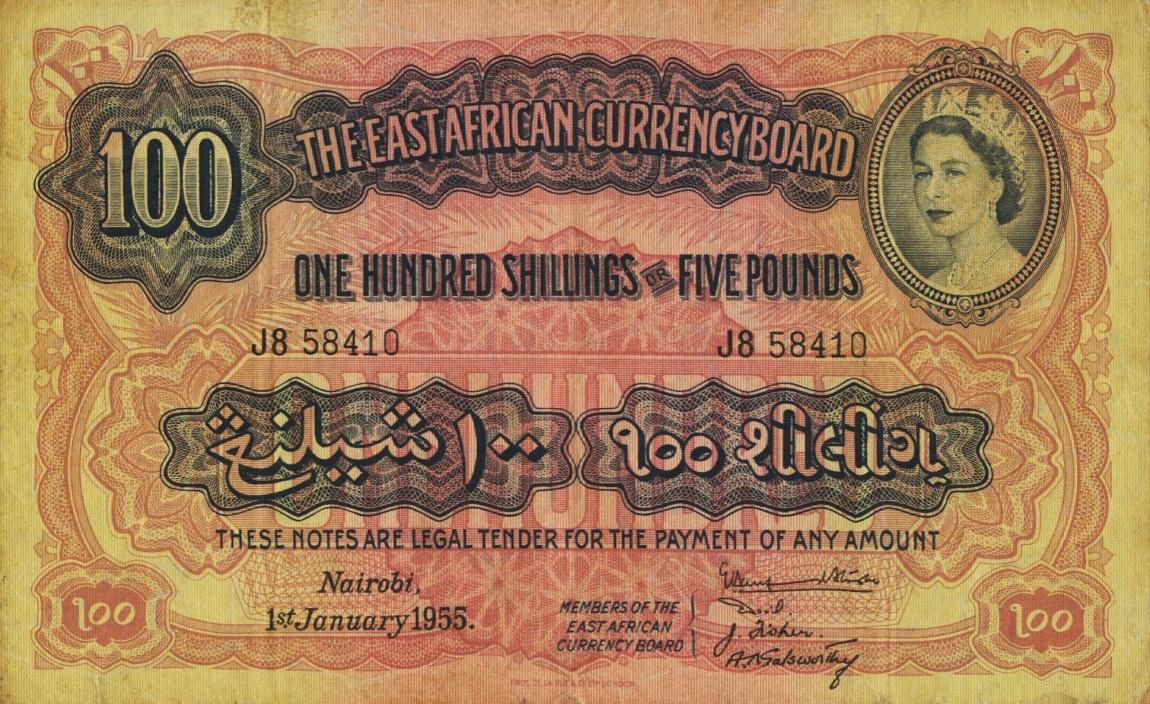 100
THE EAST AFRICAN CURRENCY BOARD
ONE HUNDRED SHILLINGS OR FIVE POUNDS
J8 58410 J8 58410
١٠٠ شيلنغة
૧૦૦ શીલીંગ
THESE NOTES ARE LEGAL TENDER FOR THE PAYMENT OF ANY AMOUNT
Nairobi,
1st January 1955.
MEMBERS OF THE
EAST AFRICAN
CURRENCY BOARD
J. Fisher.
A N Galsworthy
૧૦૦ ૧૦૦